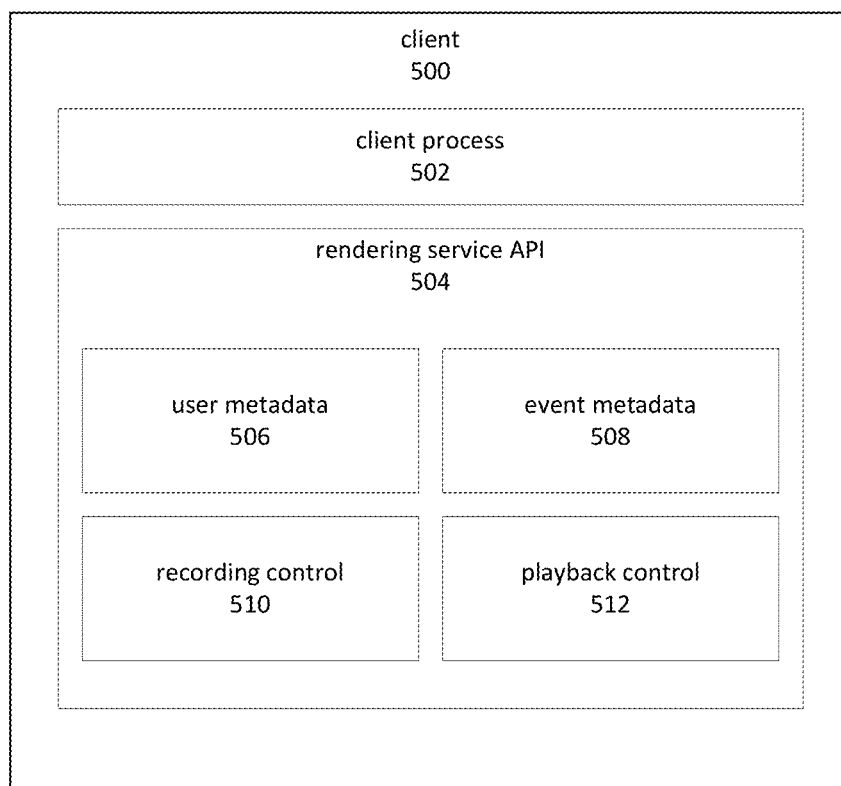 client
500
client process
502
rendering service API
504
user metadata
506
event metadata
508
recording control
510
playback control
512